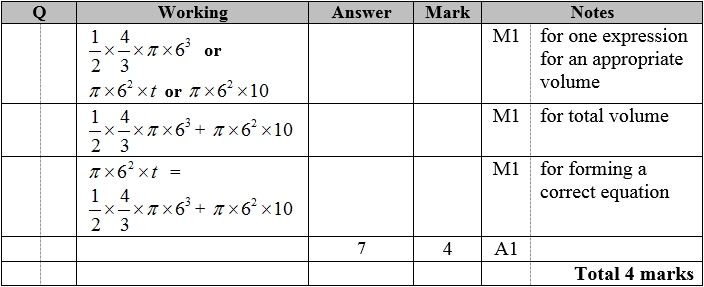 Q Working Answer Mark Notes
1/2 × 4/3 × π × 6³ or M1 for one expression
for an appropriate
π × 6² × t or π × 6² × 10 volume
1/2 × 4/3 × π × 6³ + π × 6² × 10 M1 for total volume
π × 6² × t = M1 for forming a
1/2 × 4/3 × π × 6³ + π × 6² × 10 correct equation
7 4 A1
Total 4 marks